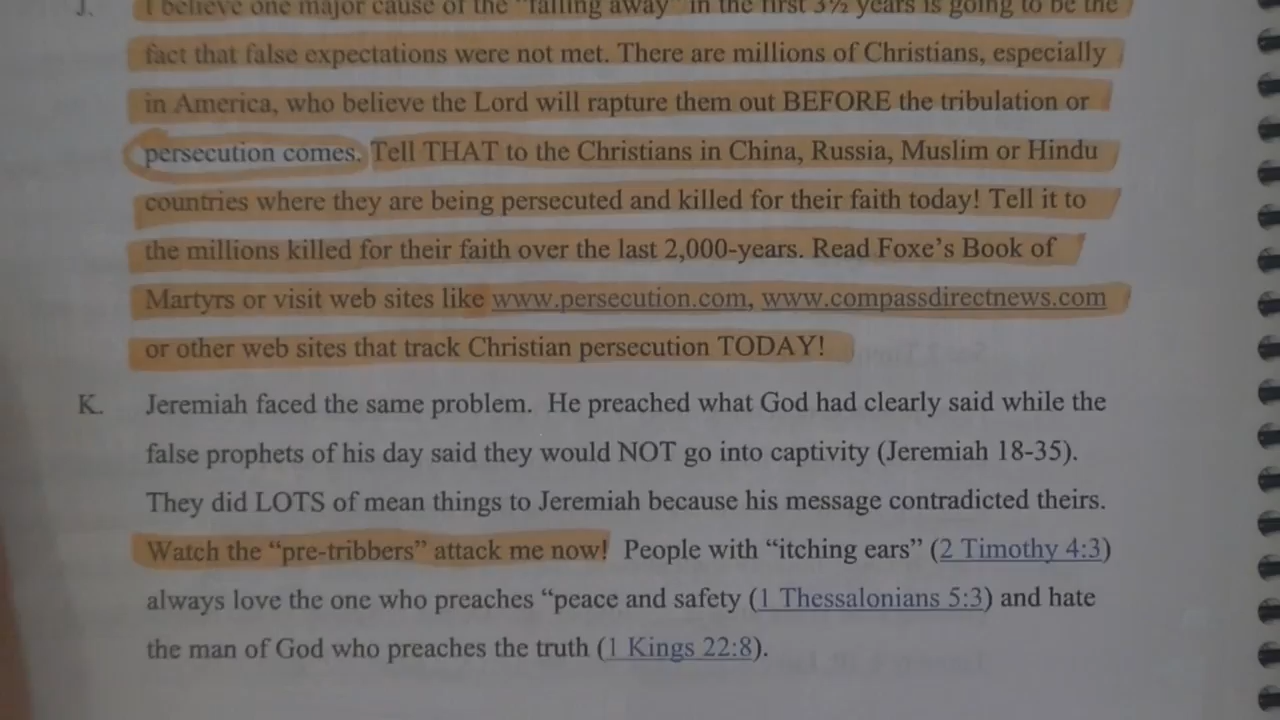 J. I believe one major cause of the "falling away" in the first 3½ years is going to be the
fact that false expectations were not met. There are millions of Christians, especially
in America, who believe the Lord will rapture them out BEFORE the tribulation or
persecution comes. Tell THAT to the Christians in China, Russia, Muslim or Hindu
countries where they are being persecuted and killed for their faith today! Tell it to
the millions killed for their faith over the last 2,000-years. Read Foxe's Book of
Martyrs or visit web sites like www.persecution.com, www.compassdirectnews.com
or other web sites that track Christian persecution TODAY!
K. Jeremiah faced the same problem. He preached what God had clearly said while the
false prophets of his day said they would NOT go into captivity (Jeremiah 18-35).
They did LOTS of mean things to Jeremiah because his message contradicted theirs.
Watch the "pre-tribbers" attack me now! People with "itching ears" (2 Timothy 4:3)
always love the one who preaches "peace and safety (1 Thessalonians 5:3) and hate
the man of God who preaches the truth (1 Kings 22:8).